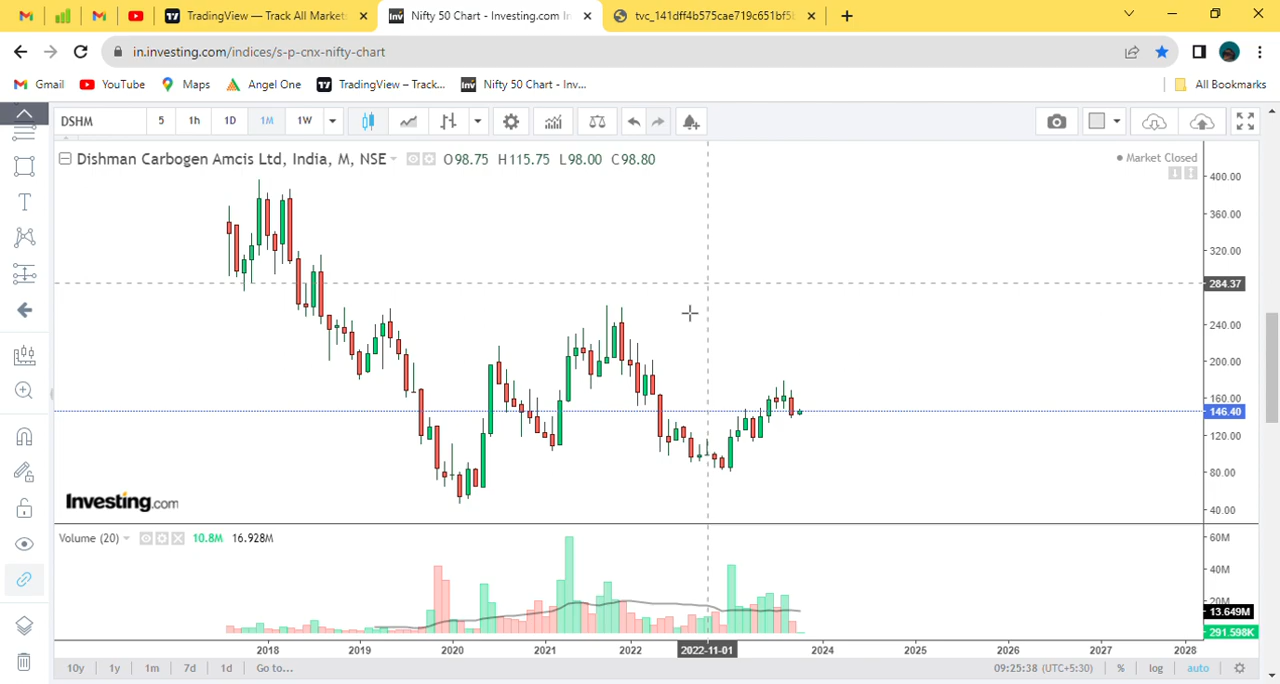 TradingView — Track All Markets
Nifty 50 Chart - Investing.com In
tvc_141dff4b575cae719c651bf5
in.investing.com/indices/s-p-cnx-nifty-chart
Gmail YouTube Maps Angel One TradingView – Track... Nifty 50 Chart - Inv... All Bookmarks
DSHM 5 1h 1D 1M 1W
Dishman Carbogen Amcis Ltd, India, M, NSE O98.75 H115.75 L98.00 C98.80
Market Closed
400.00
360.00
320.00
284.37
240.00
200.00
160.00
146.40
120.00
80.00
40.00
Investing.com
Volume (20) 10.8M 16.928M
60M
40M
20M
13.649M
291.598K
2018 2019 2020 2021 2022 2022-11-01 2024 2025 2026 2027 2028
10y 1y 1m 7d 1d Go to... 09:25:38 (UTC+5:30) % log auto